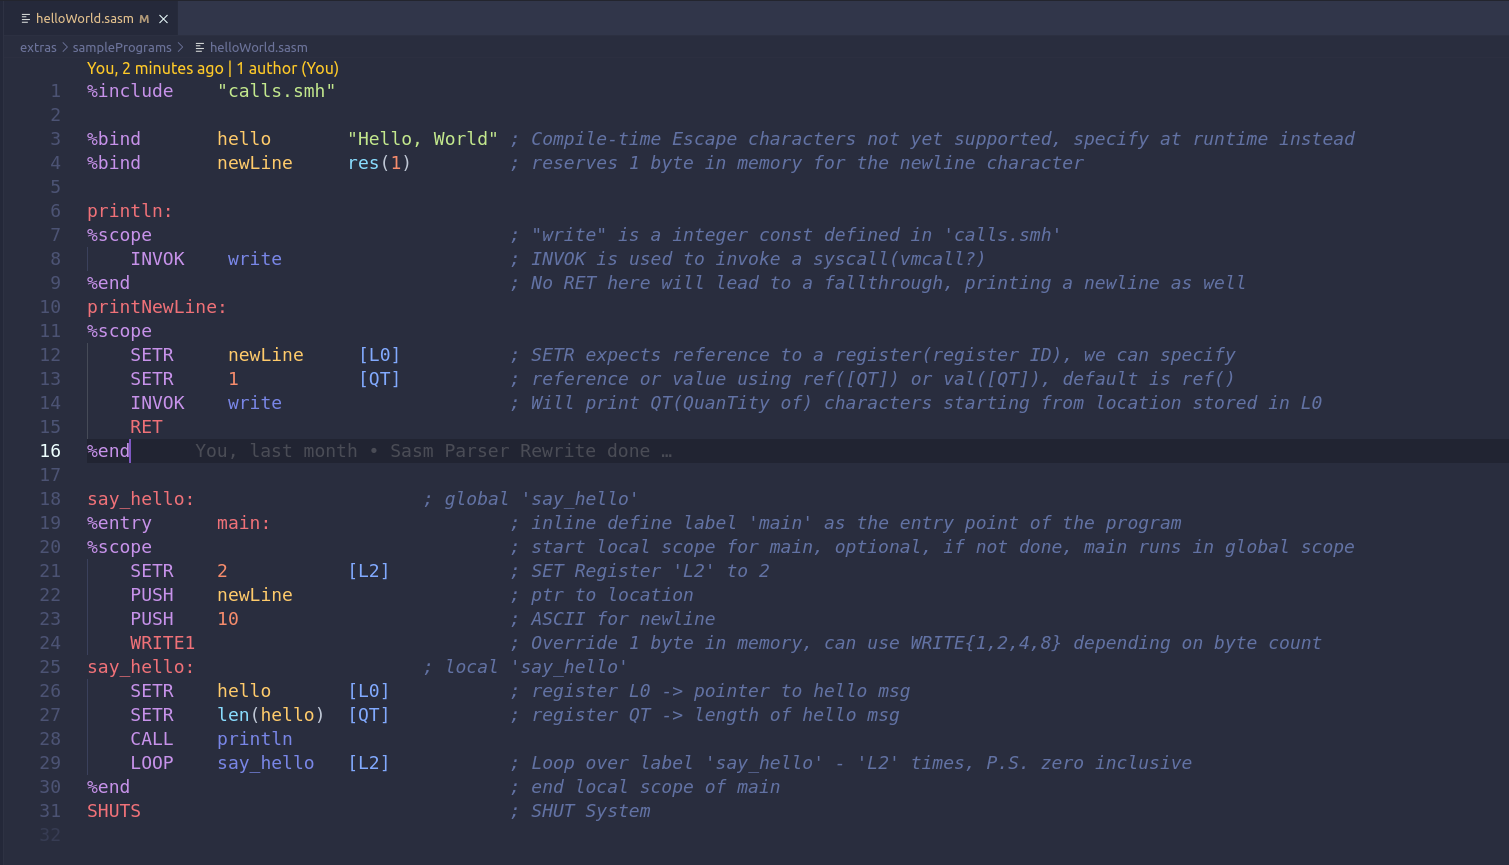 helloWorld.sasm M ×
extras > samplePrograms > helloWorld.sasm
You, 2 minutes ago | 1 author (You)
1 %include "calls.smh"
2
3 %bind hello "Hello, World" ; Compile-time Escape characters not yet supported, specify at runtime instead
4 %bind newLine res(1) ; reserves 1 byte in memory for the newline character
5
6 println:
7 %scope ; "write" is a integer const defined in 'calls.smh'
8 INVOK write ; INVOK is used to invoke a syscall(vmcall?)
9 %end ; No RET here will lead to a fallthrough, printing a newline as well
10 printNewLine:
11 %scope
12 SETR newLine [L0] ; SETR expects reference to a register(register ID), we can specify
13 SETR 1 [QT] ; reference or value using ref([QT]) or val([QT]), default is ref()
14 INVOK write ; Will print QT(QuanTity of) characters starting from location stored in L0
15 RET
16 %end You, last month • Sasm Parser Rewrite done …
17
18 say_hello: ; global 'say_hello'
19 %entry main: ; inline define label 'main' as the entry point of the program
20 %scope ; start local scope for main, optional, if not done, main runs in global scope
21 SETR 2 [L2] ; SET Register 'L2' to 2
22 PUSH newLine ; ptr to location
23 PUSH 10 ; ASCII for newline
24 WRITE1 ; Override 1 byte in memory, can use WRITE{1,2,4,8} depending on byte count
25 say_hello: ; local 'say_hello'
26 SETR hello [L0] ; register L0 -> pointer to hello msg
27 SETR len(hello) [QT] ; register QT -> length of hello msg
28 CALL println
29 LOOP say_hello [L2] ; Loop over label 'say_hello' - 'L2' times, P.S. zero inclusive
30 %end ; end local scope of main
31 SHUTS ; SHUT System
32